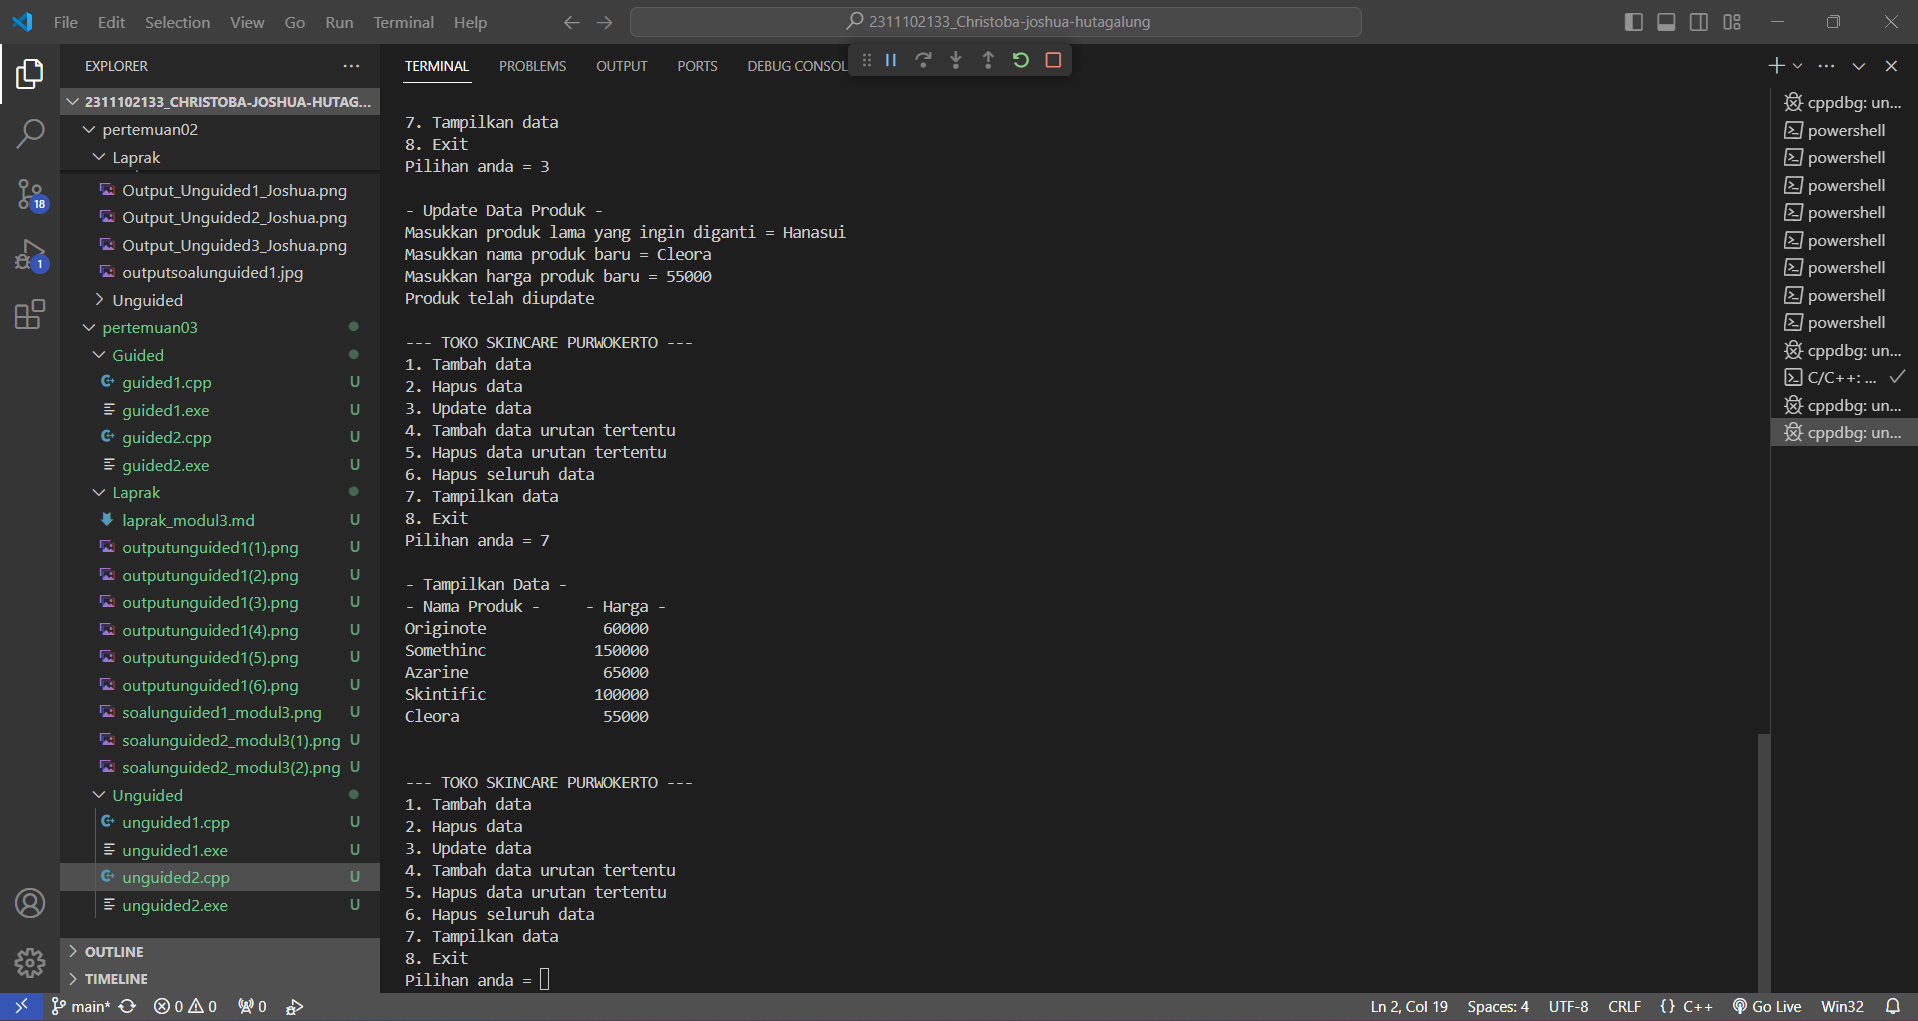 File Edit Selection View Go Run Terminal Help
2311102133_Christoba-joshua-hutagalung
EXPLORER
2311102133_CHRISTOBA-JOSHUA-HUTAG...
pertemuan02
Laprak
Output_Unguided1_Joshua.png
Output_Unguided2_Joshua.png
Output_Unguided3_Joshua.png
outputsoalunguided1.jpg
Unguided
pertemuan03
Guided
guided1.cpp U
guided1.exe U
guided2.cpp U
guided2.exe U
Laprak
laprak_modul3.md U
outputunguided1(1).png U
outputunguided1(2).png U
outputunguided1(3).png U
outputunguided1(4).png U
outputunguided1(5).png U
outputunguided1(6).png U
soalunguided1_modul3.png U
soalunguided2_modul3(1).png U
soalunguided2_modul3(2).png U
Unguided
unguided1.cpp U
unguided1.exe U
unguided2.cpp U
unguided2.exe U
OUTLINE
TIMELINE
18
1
TERMINAL PROBLEMS OUTPUT PORTS DEBUG CONSOL
7. Tampilkan data
8. Exit
Pilihan anda = 3
- Update Data Produk -
Masukkan produk lama yang ingin diganti = Hanasui
Masukkan nama produk baru = Cleora
Masukkan harga produk baru = 55000
Produk telah diupdate
--- TOKO SKINCARE PURWOKERTO ---
1. Tambah data
2. Hapus data
3. Update data
4. Tambah data urutan tertentu
5. Hapus data urutan tertentu
6. Hapus seluruh data
7. Tampilkan data
8. Exit
Pilihan anda = 7
- Tampilkan Data -
- Nama Produk - - Harga -
Originote 60000
Somethinc 150000
Azarine 65000
Skintific 100000
Cleora 55000
--- TOKO SKINCARE PURWOKERTO ---
1. Tambah data
2. Hapus data
3. Update data
4. Tambah data urutan tertentu
5. Hapus data urutan tertentu
6. Hapus seluruh data
7. Tampilkan data
8. Exit
Pilihan anda =
cppdbg: un...
powershell
powershell
powershell
powershell
powershell
powershell
powershell
powershell
cppdbg: un...
C/C++: ...
cppdbg: un...
cppdbg: un...
main* 0 0 0
Ln 2, Col 19 Spaces: 4 UTF-8 CRLF {} C++ Go Live Win32